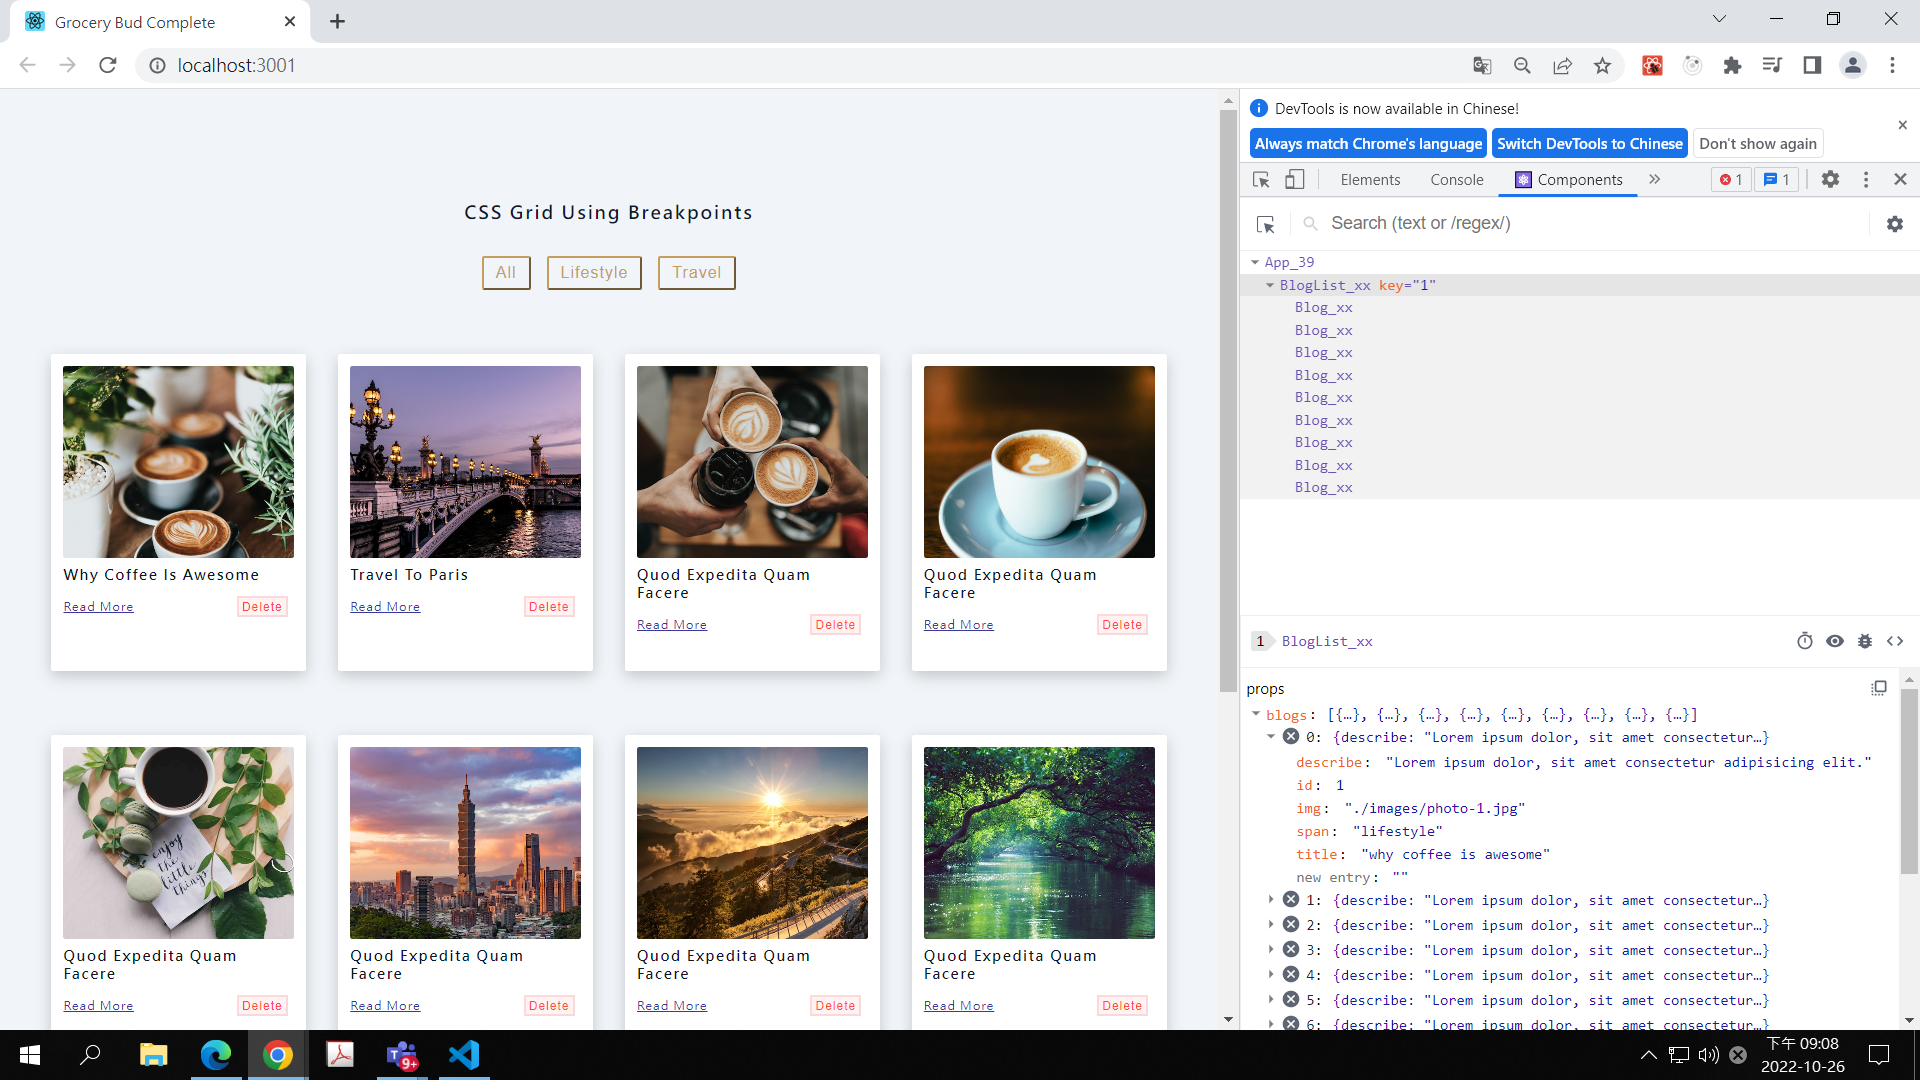 Grocery Bud Complete
localhost:3001
DevTools is now available in Chinese!
Always match Chrome's language
Switch DevTools to Chinese
Don't show again
Elements
Console
Components
1
1
Search (text or /regex/)
App_39
BlogList_xx key="1"
Blog_xx
Blog_xx
Blog_xx
Blog_xx
Blog_xx
Blog_xx
Blog_xx
Blog_xx
Blog_xx
1 BlogList_xx
props
blogs: [{…}, {…}, {…}, {…}, {…}, {…}, {…}, {…}, {…}]
0: {describe: "Lorem ipsum dolor, sit amet consectetur…}
describe: "Lorem ipsum dolor, sit amet consectetur adipisicing elit."
id: 1
img: "./images/photo-1.jpg"
span: "lifestyle"
title: "why coffee is awesome"
new entry: ""
1: {describe: "Lorem ipsum dolor, sit amet consectetur…}
2: {describe: "Lorem ipsum dolor, sit amet consectetur…}
3: {describe: "Lorem ipsum dolor, sit amet consectetur…}
4: {describe: "Lorem ipsum dolor, sit amet consectetur…}
5: {describe: "Lorem ipsum dolor, sit amet consectetur…}
6: {describe: "Lorem ipsum dolor, sit amet consectetur…}
CSS Grid Using Breakpoints
All
Lifestyle
Travel
Why Coffee Is Awesome
Read More
Delete
Travel To Paris
Read More
Delete
Quod Expedita Quam
Facere
Read More
Delete
Quod Expedita Quam
Facere
Read More
Delete
enjoy
the
little
things
Quod Expedita Quam
Facere
Read More
Delete
Quod Expedita Quam
Facere
Read More
Delete
Quod Expedita Quam
Facere
Read More
Delete
Quod Expedita Quam
Facere
Read More
Delete
9+
下午 09:08
2022-10-26